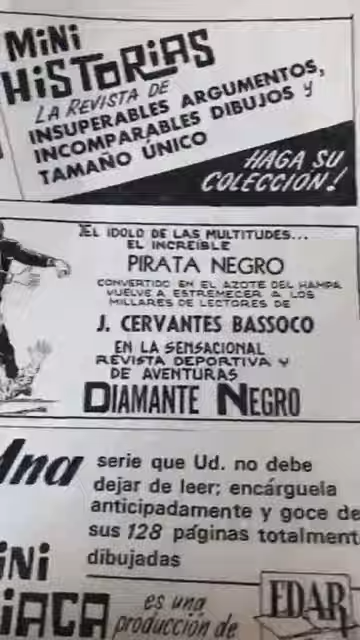 MiNi
HiSTORiAS
LA REVISTA DE
INSUPERABLES ARGUMENTOS,
INCOMPARABLES DIBUJOS y
TAMAÑO ÚNICO
HAGA SU
COLECCIÓN!
¡EL IDOLO DE LAS MULTITUDES...
EL INCREIBLE
PIRATA NEGRO
CONVERTIDO EN EL AZOTE DEL HAMPA
VUELVE A ESTREMECER A LOS
MILLARES DE LECTORES DE
J. CERVANTES BASSOCO
EN LA SENSACIONAL
REVISTA DEPORTIVA Y
DE AVENTURAS
DIAMANTE NEGRO
Una serie que Ud. no debe
dejar de leer; encárguela
anticipadamente y goce de
sus 128 páginas totalment
dibujadas
iNi
iACA es una
producción de
EDAR